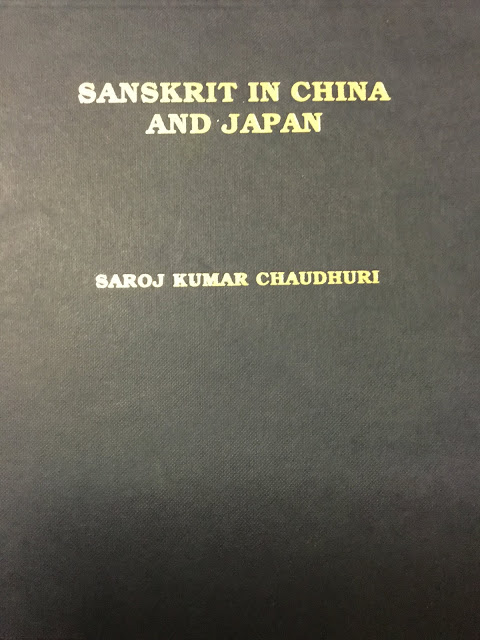 SANSKRIT IN CHINA
AND JAPAN
SAROJ KUMAR CHAUDHURI